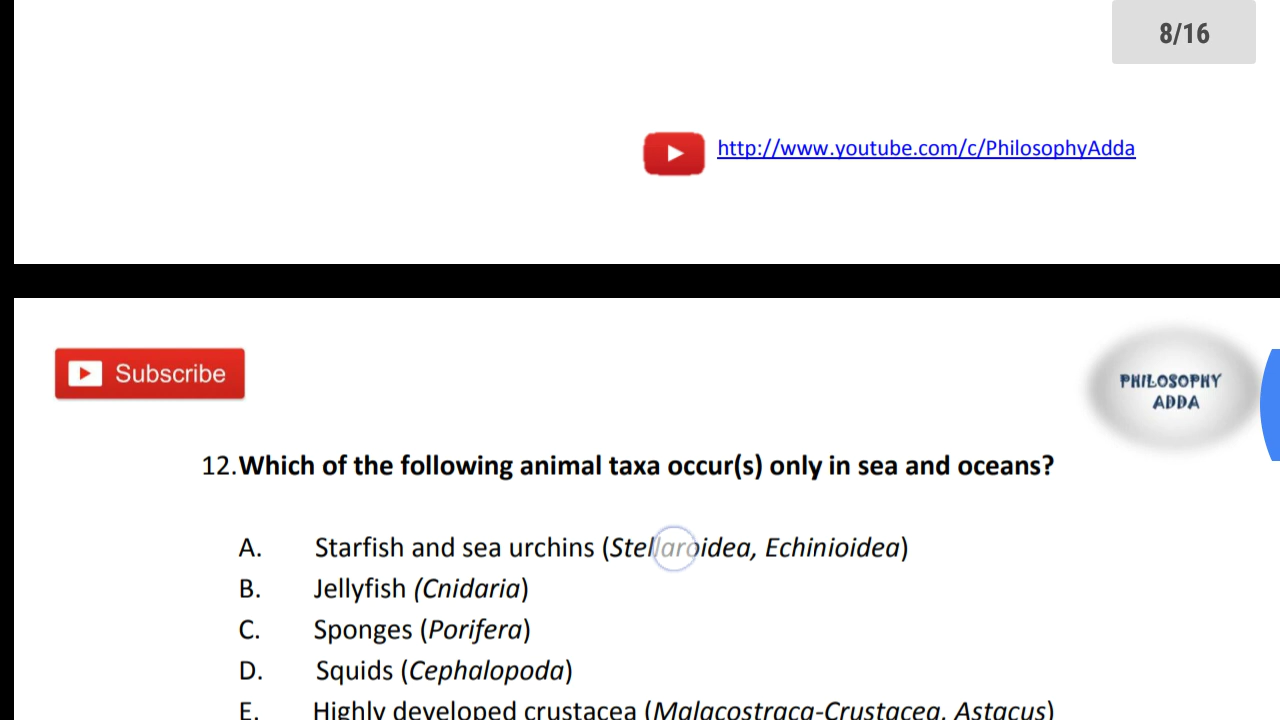 8/16
http://www.youtube.com/c/PhilosophyAdda
Subscribe
PHILOSOPHY
ADDA
12.Which of the following animal taxa occur(s) only in sea and oceans?
A. Starfish and sea urchins (Stellaroidea, Echinioidea)
B. Jellyfish (Cnidaria)
C. Sponges (Porifera)
D. Squids (Cephalopoda)
E. Highly developed crustacea (Malacostraca-Crustacea, Astacus)